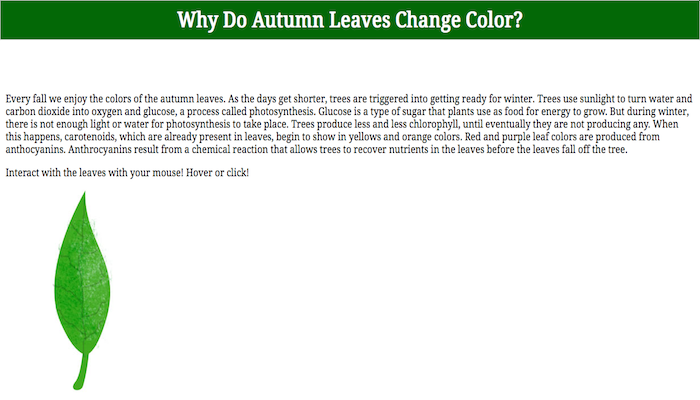 Why Do Autumn Leaves Change Color?
Every fall we enjoy the colors of the autumn leaves. As the days get shorter, trees are triggered into getting ready for winter. Trees use sunlight to turn water and
carbon dioxide into oxygen and glucose, a process called photosynthesis. Glucose is a type of sugar that plants use as food for energy to grow. But during winter,
there is not enough light or water for photosynthesis to take place. Trees produce less and less chlorophyll, until eventually they are not producing any. When
this happens, carotenoids, which are already present in leaves, begin to show in yellows and orange colors. Red and purple leaf colors are produced from
anthocyanins. Anthrocyanins result from a chemical reaction that allows trees to recover nutrients in the leaves before the leaves fall off the tree.
Interact with the leaves with your mouse! Hover or click!